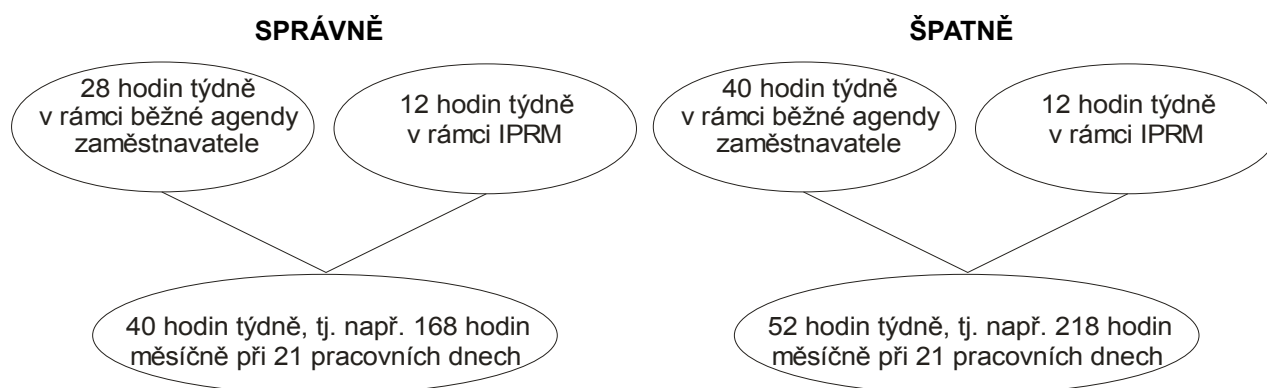 SPRÁVNĚ
28 hodin týdně
v rámci běžné agendy
zaměstnavatele
12 hodin týdně
v rámci IPRM
40 hodin týdně, tj. např. 168 hodin
měsíčně při 21 pracovních dnech
ŠPATNĚ
40 hodin týdně
v rámci běžné agendy
zaměstnavatele
12 hodin týdně
v rámci IPRM
52 hodin týdně, tj. např. 218 hodin
měsíčně při 21 pracovních dnech